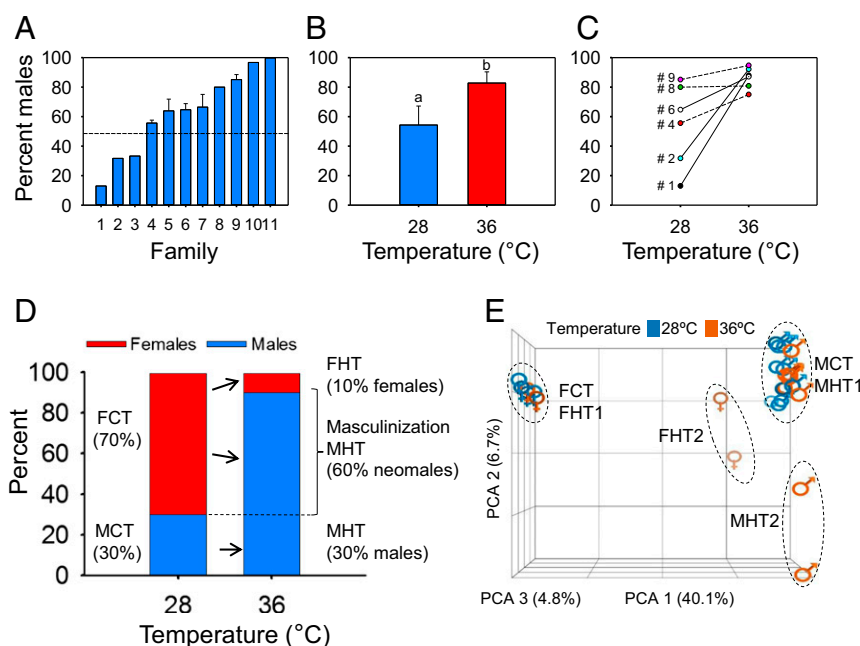 A
Percent males
100
80
60
40
20
0
1 2 3 4 5 6 7 8 9 10 11
Family
B
100
80
60
40
20
0
a
b
28 36
Temperature (°C)
C
100
80
60
40
20
0
# 9
# 8
# 6
# 4
# 2
# 1
28 36
Temperature (°C)
D
Females Males
Percent
100
80
60
40
20
0
FCT
(70%)
MCT
(30%)
FHT
(10% females)
Masculinization
MHT
(60% neomales)
MHT
(30% males)
28 36
Temperature (°C)
E
Temperature 28ºC 36ºC
FCT
FHT1
FHT2
MCT
MHT1
MHT2
PCA 2 (6.7%)
PCA 3 (4.8%)
PCA 1 (40.1%)